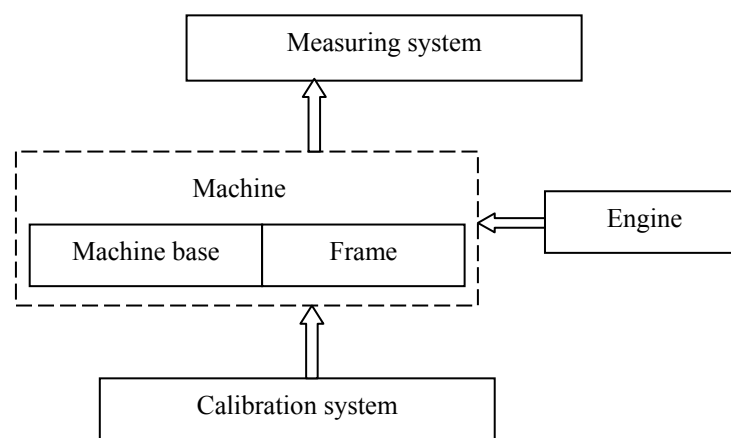 Measuring system
Machine
Engine
Machine base
Frame
Calibration system